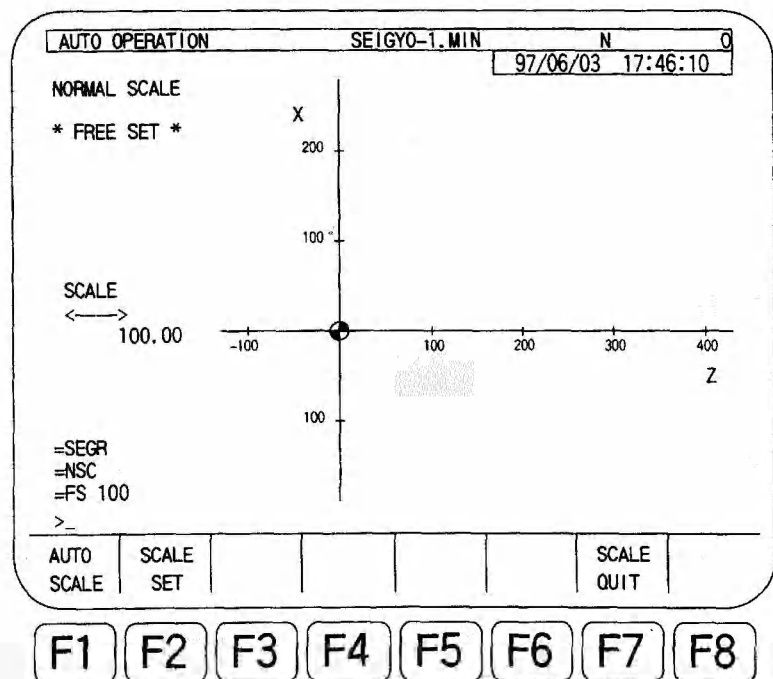 AUTO OPERATION SEIGYO-1.MIN N 0
97/06/03 17:46:10
NORMAL SCALE
* FREE SET *
X
200
100
SCALE
<——>
100.00
-100 100 200 300 400
Z
100
=SEGR
=NSC
=FS 100
>_
AUTO SCALE SCALE
SCALE SET QUIT
F1 F2 F3 F4 F5 F6 F7 F8